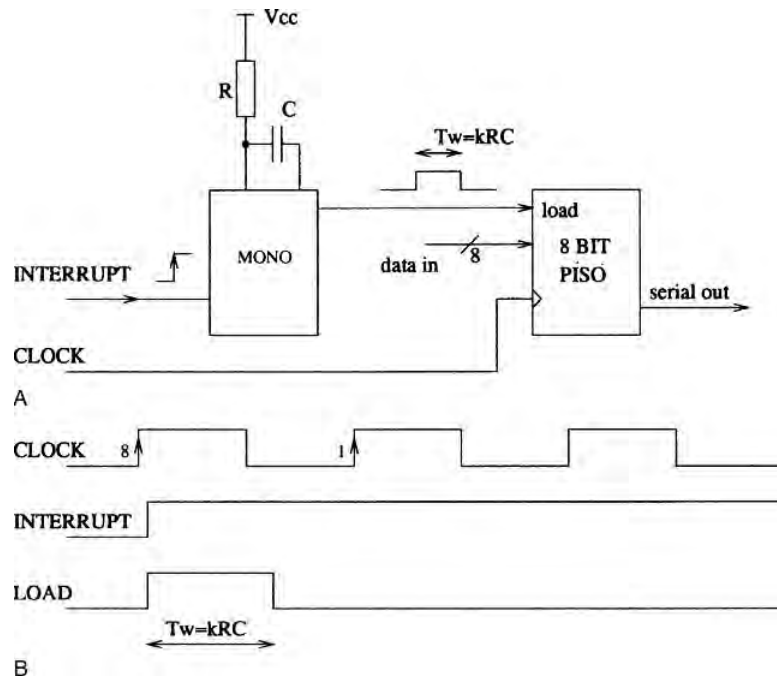 Vcc
R
C
Tw=kRC
load
MONO
8 BIT
PISO
data in
8
INTERRUPT
serial out
CLOCK
A
CLOCK
8
1
INTERRUPT
LOAD
Tw=kRC
B